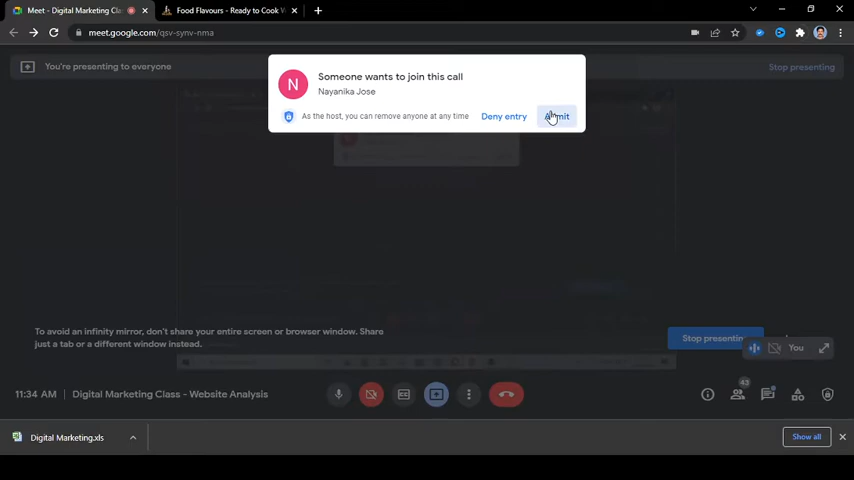 Meet - Digital Marketing Cla
Food Flavours - Ready to Cook V
meet.google.com/qsv-synv-nma
You're presenting to everyone
Stop presenting
N
Someone wants to join this call
Nayanika Jose
As the host, you can remove anyone at any time
Deny entry
Admit
To avoid an infinity mirror, don't share your entire screen or browser window. Share
just a tab or a different window instead.
Stop presenting
You
11:34 AM | Digital Marketing Class - Website Analysis
43
Digital Marketing.xls
Show all